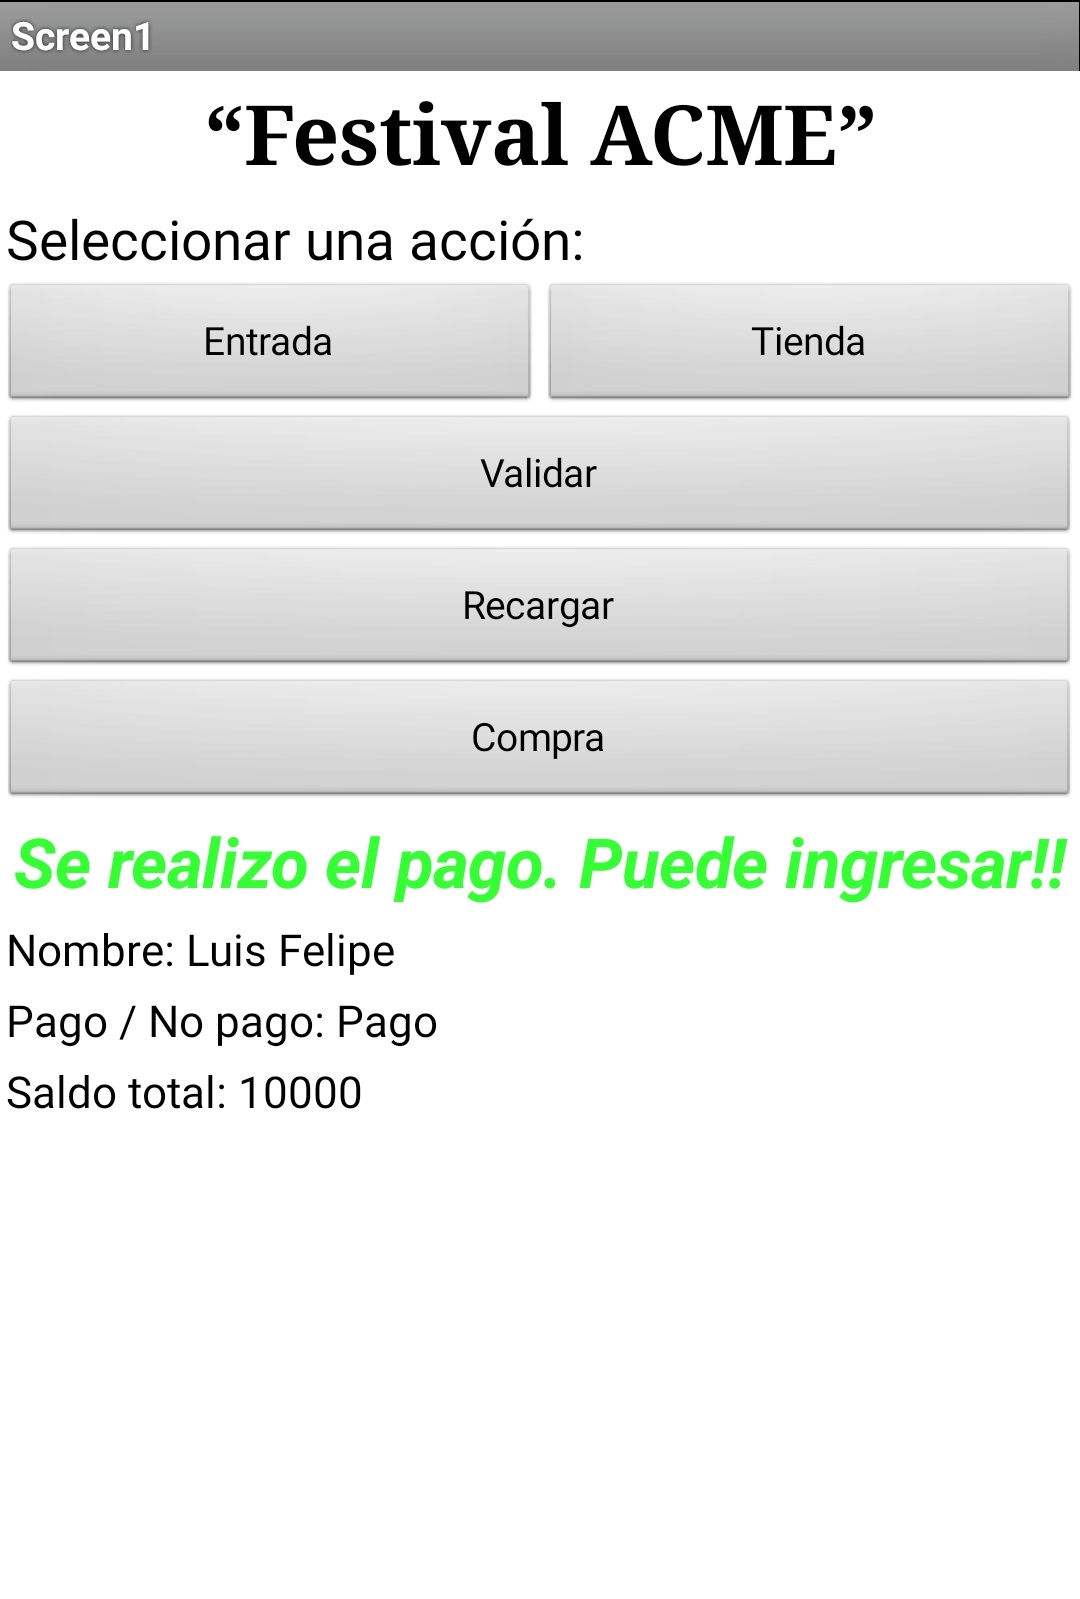 Screen1
“Festival ACME”
Seleccionar una acción:
Entrada
Tienda
Validar
Recargar
Compra
Se realizo el pago. Puede ingresar!!
Nombre: Luis Felipe
Pago / No pago: Pago
Saldo total: 10000